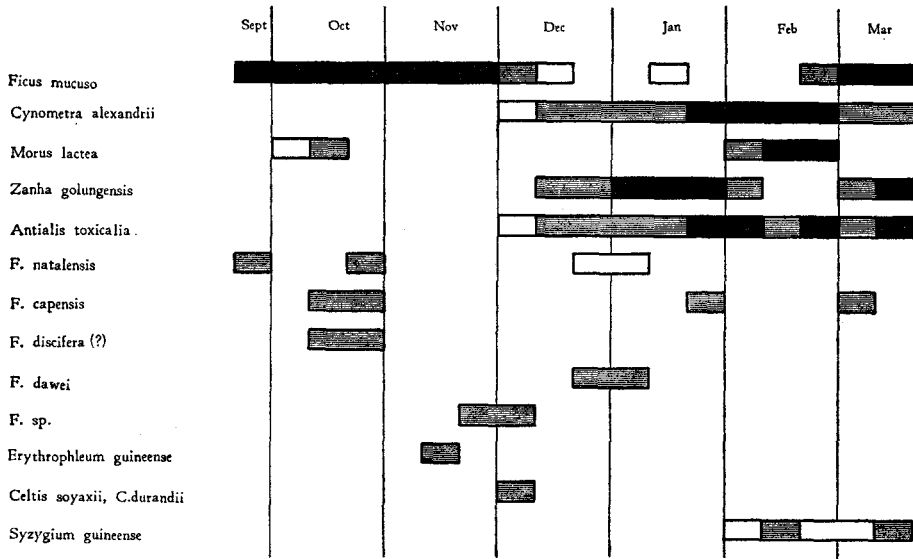 Sept Oct Nov Dec Jan Feb Mar
Ficus mucuso
Cynometra alexandrii
Morus lactea
Zanha golungensis
Antialis toxicalia .
F. natalensis
F. capensis
F. discifera (?)
F. dawei
F. sp.
Erythrophleum guineense
Celtis soyaxii, C.durandii
Syzygium guineense